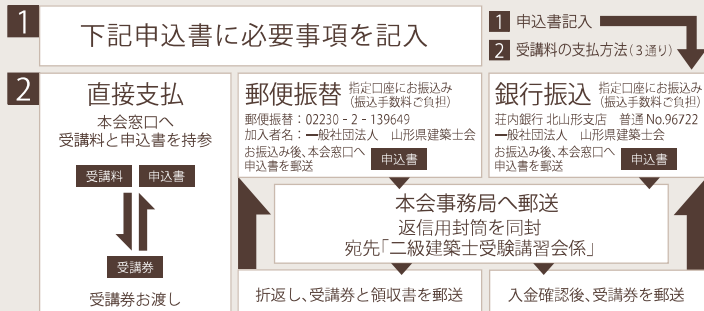 1
下記申込書に必要事項を記入
1 申込書記入
2 受講料の支払方法(3通り)
2
直接支払
本会窓口へ
受講料と申込書を持参
受講料 申込書
受講券
受講券お渡し
郵便振替 指定口座にお振込み
(振込手数料ご負担)
郵便振替:02230-2-139649
加入者名:一般社団法人 山形県建築士会
お振込み後、本会窓口へ
申込書を郵送
申込書
銀行振込 指定口座にお振込み
(振込手数料ご負担)
荘内銀行 北山形支店 普通 No.96722
一般社団法人 山形県建築士会
お振込み後、本会窓口へ
申込書を郵送
申込書
本会事務局へ郵送
返信用封筒を同封
宛先「二級建築士受験講習会係」
折返し、受講券と領収書を郵送
入金確認後、受講券を郵送